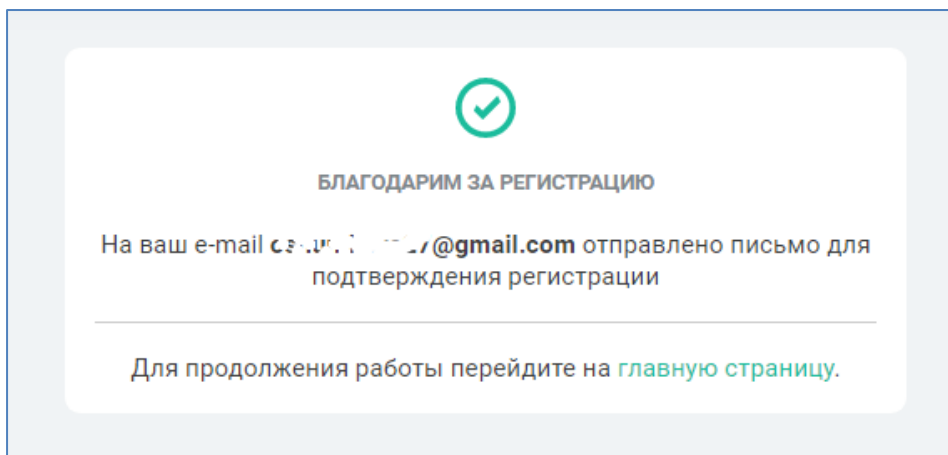 БЛАГОДАРИМ ЗА РЕГИСТРАЦИЮ
На ваш e-mail @gmail.com отправлено письмо для
подтверждения регистрации
Для продолжения работы перейдите на главную страницу.